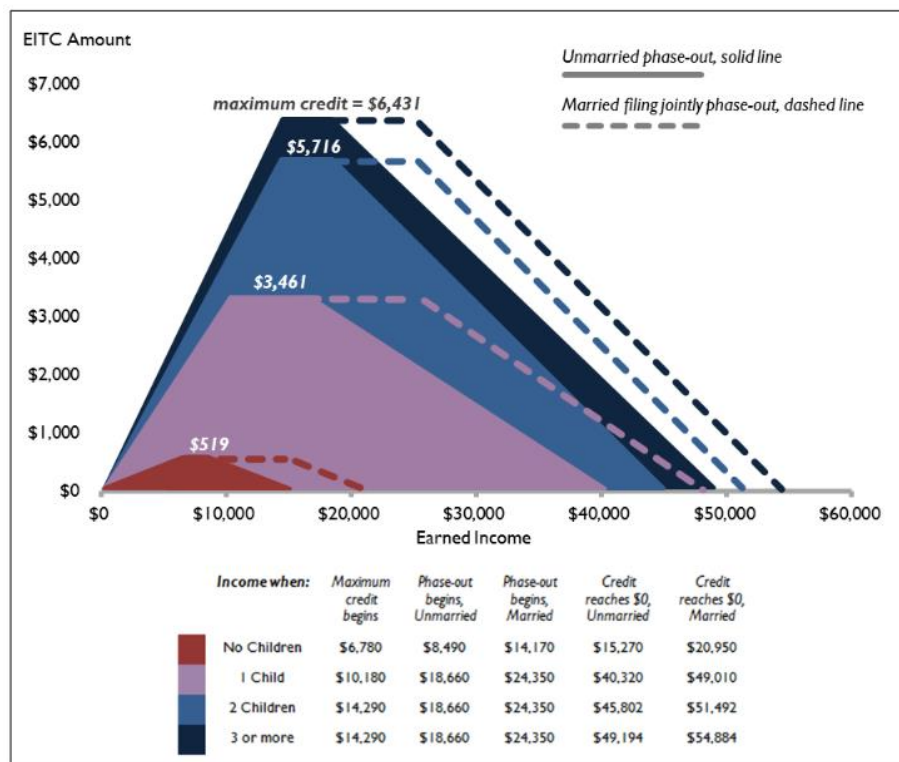 EITC Amount
Unmarried phase-out, solid line
Married filing jointly phase-out, dashed line
$7,000
maximum credit = $6,431
$6,000
$5,716
$5,000
$4,000
$3,461
$3,000
$2,000
$1,000
$519
$0
$0 $10,000 $20,000 $30,000 $40,000 $50,000 $60,000
Earned Income
Income when: Maximum credit begins Phase-out begins, Unmarried Phase-out begins, Married Credit reaches $0, Unmarried Credit reaches $0, Married
No Children $6,780 $8,490 $14,170 $15,270 $20,950
1 Child $10,180 $18,660 $24,350 $40,320 $49,010
2 Children $14,290 $18,660 $24,350 $45,802 $51,492
3 or more $14,290 $18,660 $24,350 $49,194 $54,884